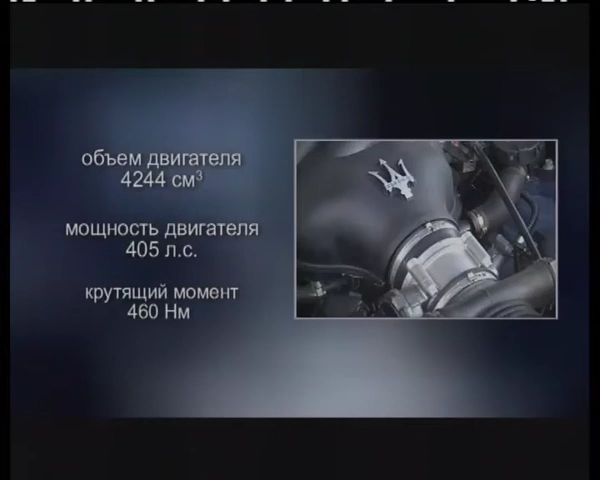 объем двигателя
4244 см³
мощность двигателя
405 л.с.
крутящий момент
460 Нм